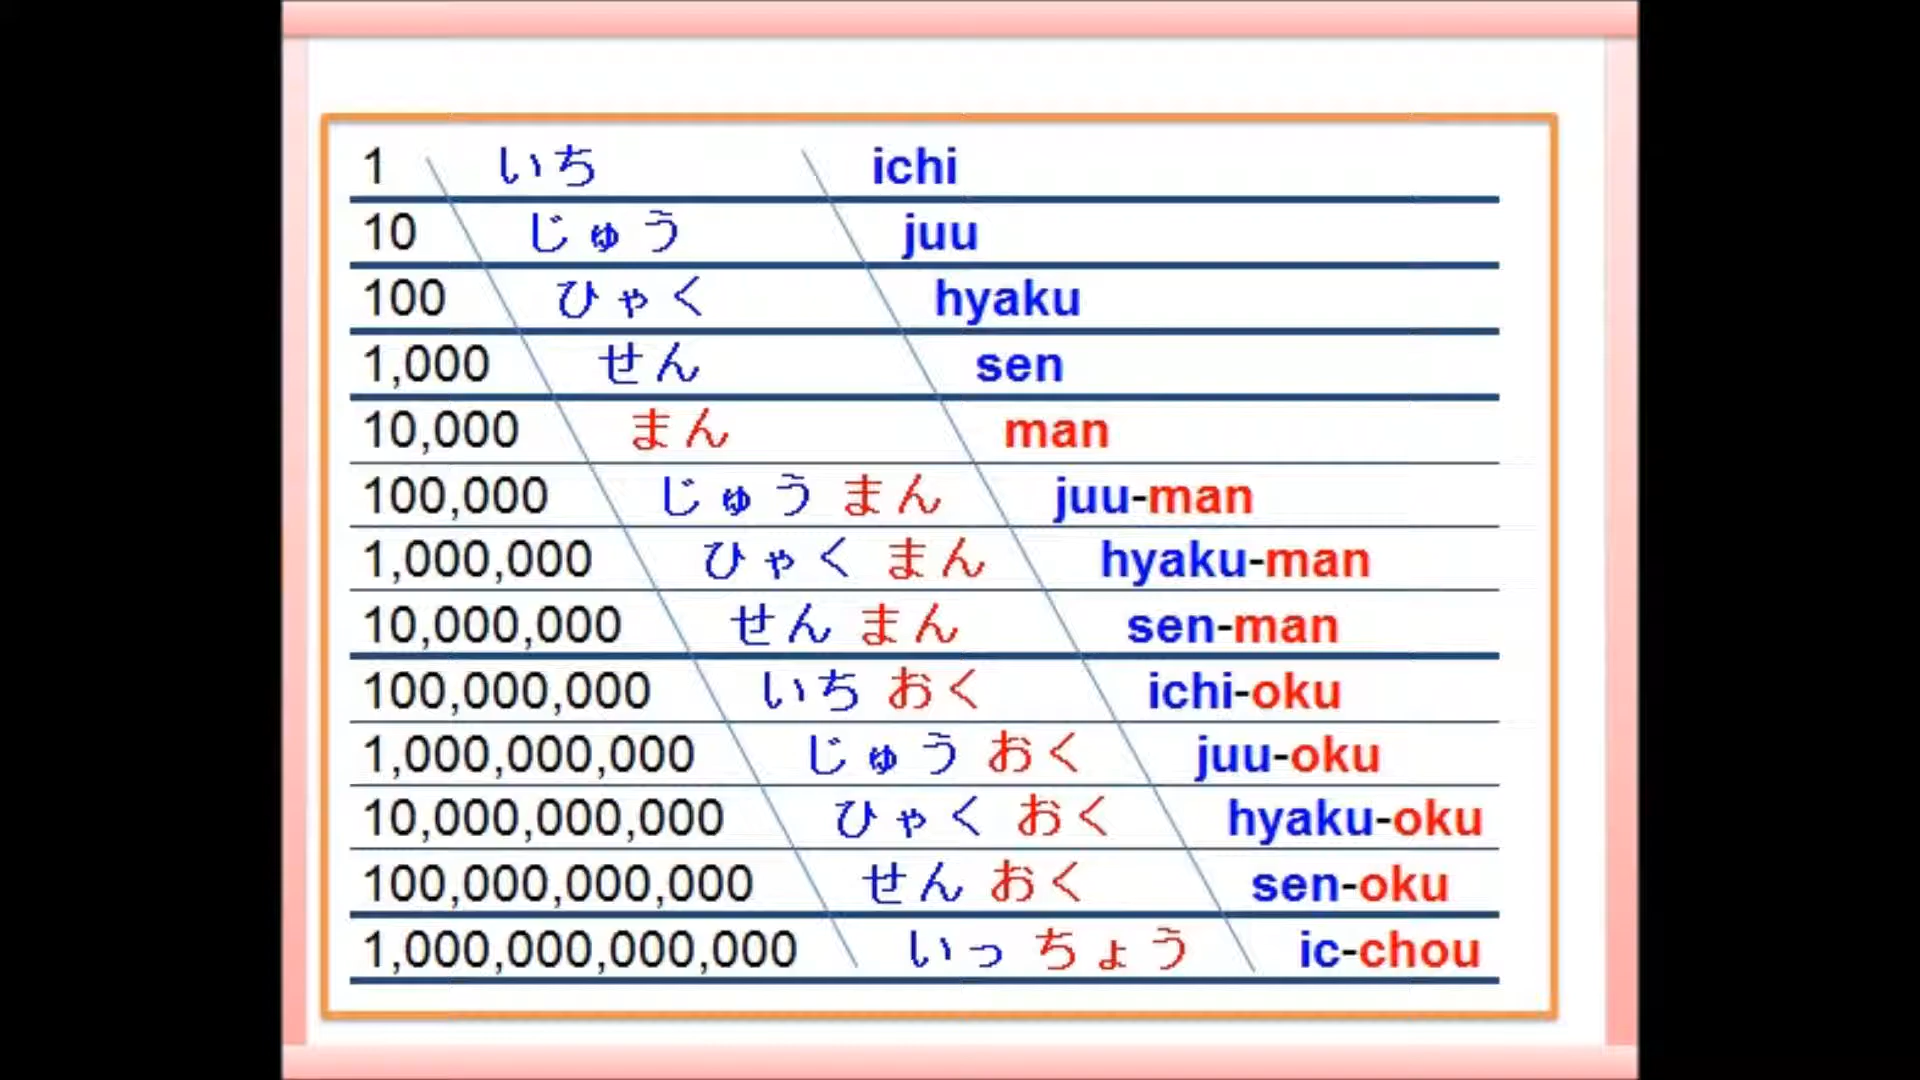 1 いち ichi
10 じゅう juu
100 ひゃく hyaku
1,000 せん sen
10,000 まん man
100,000 じゅう まん juu-man
1,000,000 ひゃく まん hyaku-man
10,000,000 せん まん sen-man
100,000,000 いち おく ichi-oku
1,000,000,000 じゅう おく juu-oku
10,000,000,000 ひゃく おく hyaku-oku
100,000,000,000 せん おく sen-oku
1,000,000,000,000 いっ ちょう ic-chou